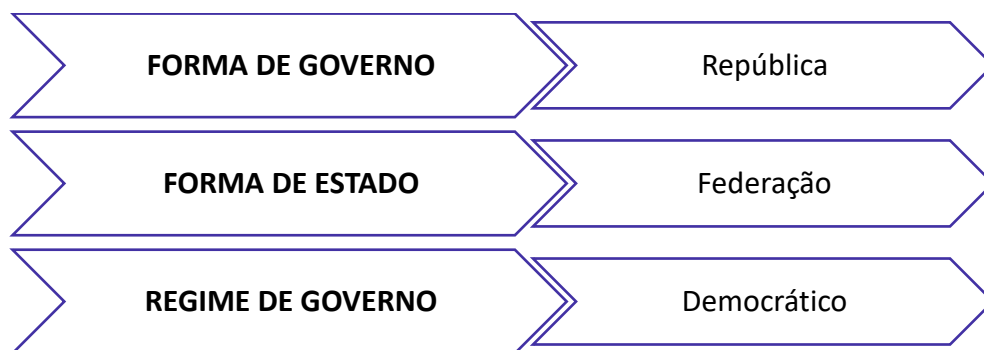 FORMA DE GOVERNO
República
FORMA DE ESTADO
Federação
REGIME DE GOVERNO
Democrático